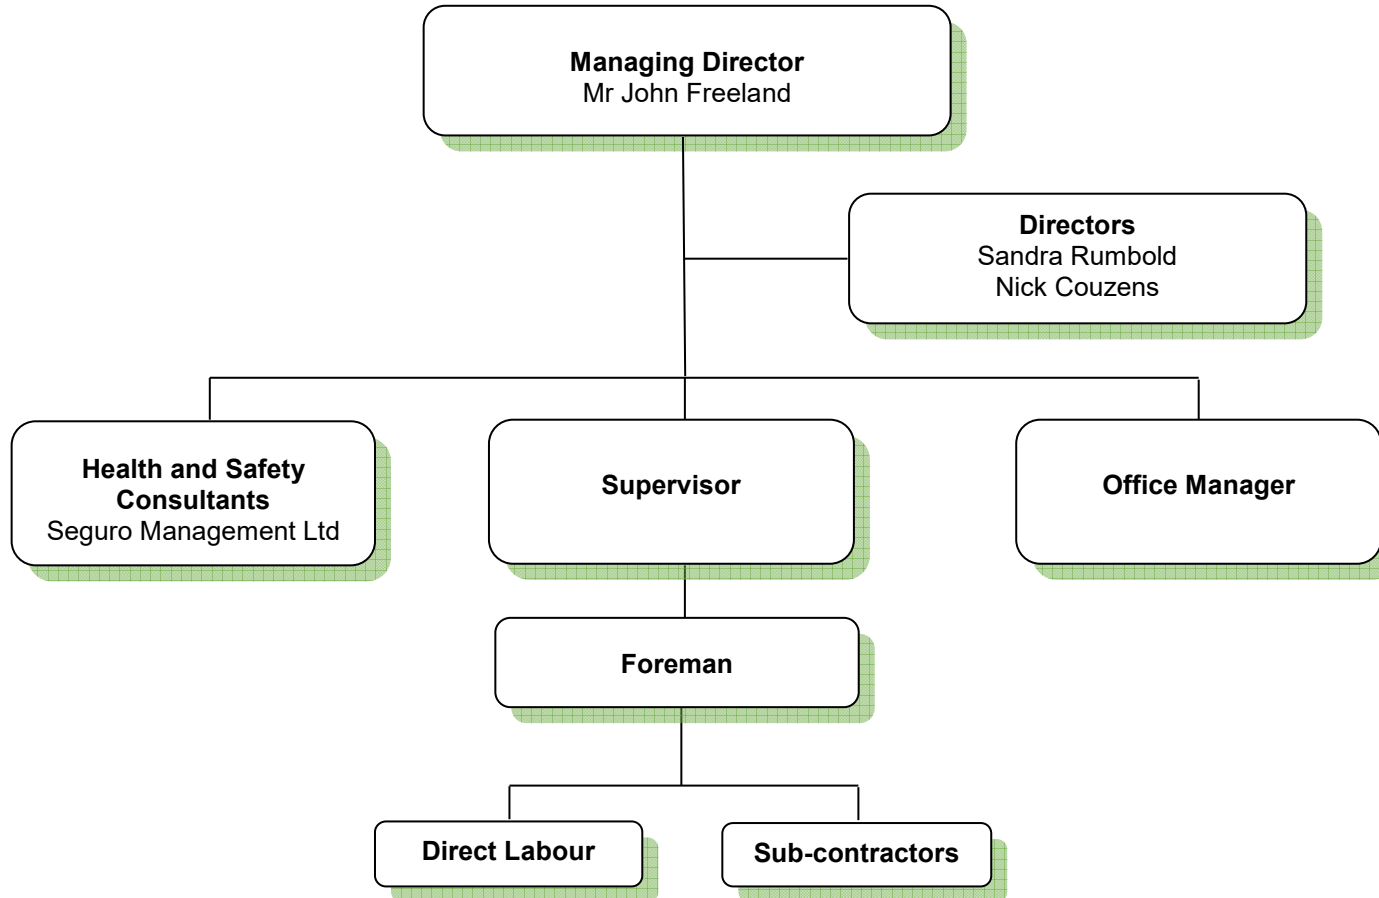 Managing Director
Mr John Freeland
Directors
Sandra Rumbold
Nick Couzens
Health and Safety
Consultants
Seguro Management Ltd
Supervisor
Office Manager
Foreman
Direct Labour
Sub-contractors